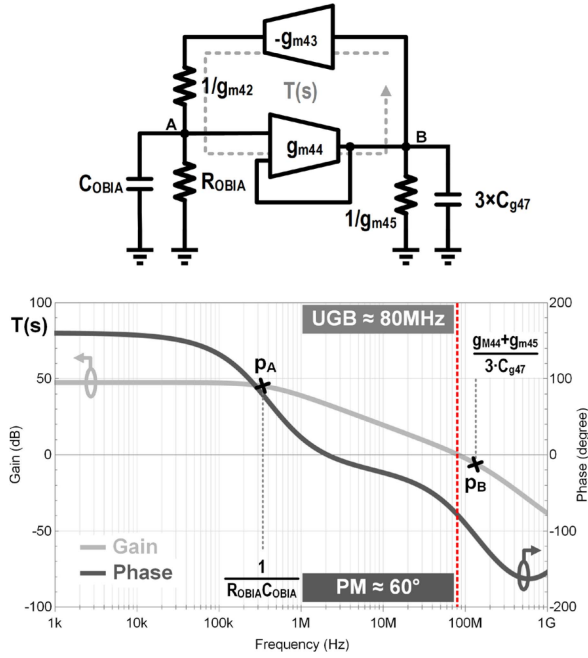 -gm43
1/gm42
T(s)
A
B
gm44
COBIA
ROBIA
1/gm45
3×Cg47
100
200
T(s)
UGB ≈ 80MHz
gM44+gm45
3·Cg47
pA
50
100
0
0
pB
Gain (dB)
Phase (degree)
-50
-100
Gain
Phase
1
ROBIACOBIA
PM ≈ 60°
-100
-200
1k
10k
100k
1M
10M
100M
1G
Frequency (Hz)